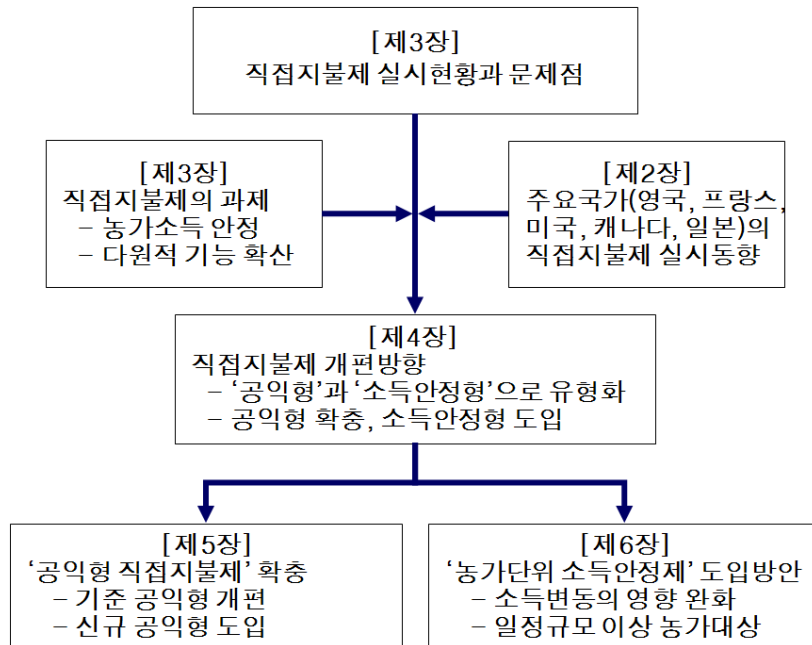 [제3장]
직접지불제 실시현황과 문제점
[제3장]
직접지불제의 과제
– 농가소득 안정
– 다원적 기능 확산
[제2장]
주요국가(영국, 프랑스,
미국, 캐나다, 일본)의
직접지불제 실시동향
[제4장]
직접지불제 개편방향
– ‘공익형’과 ‘소득안정형’으로 유형화
– 공익형 확충, 소득안정형 도입
[제5장]
‘공익형 직접지불제’ 확충
– 기준 공익형 개편
– 신규 공익형 도입
[제6장]
‘농가단위 소득안정제’ 도입방안
– 소득변동의 영향 완화
– 일정규모 이상 농가대상